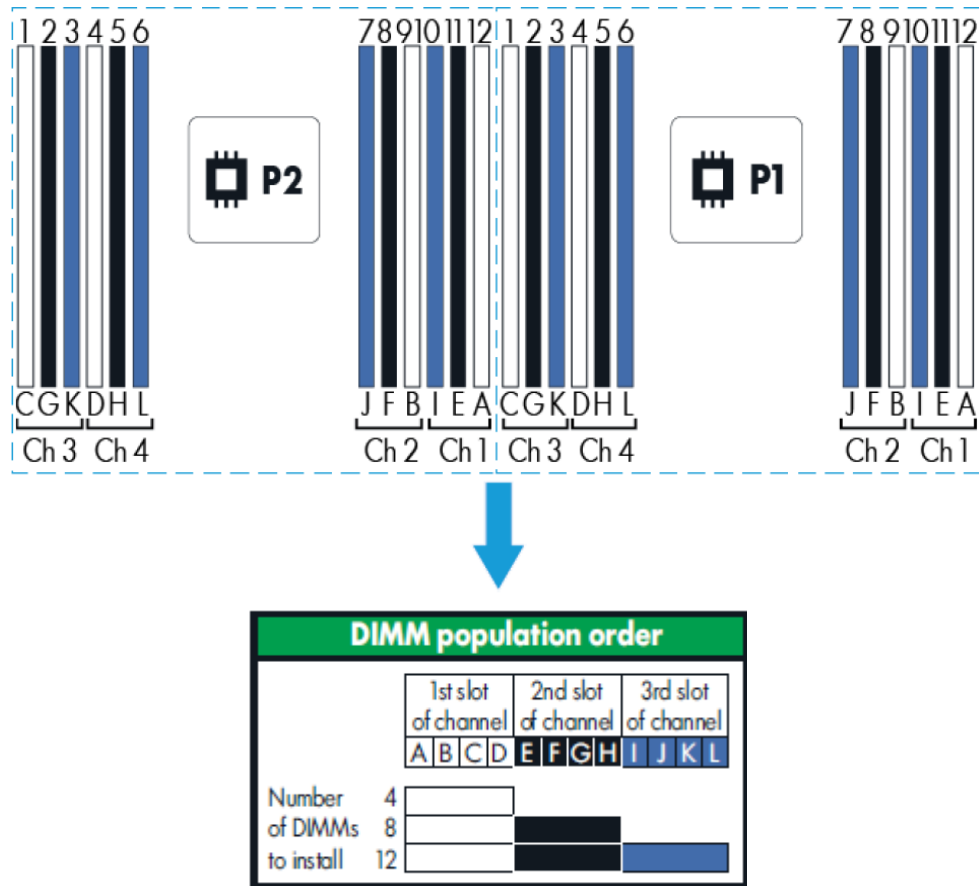 1 2 3 4 5 6 7 8 9 10 11 12 1 2 3 4 5 6 7 8 9 10 11 12
P2 P1
C G K D H L J F B I E A C G K D H L J F B I E A
Ch 3 Ch 4 Ch 2 Ch 1 Ch 3 Ch 4 Ch 2 Ch 1
DIMM population order
1st slot 2nd slot 3rd slot
of channel of channel of channel
A B C D E F G H I J K L
Number 4
of DIMMs 8
to install 12